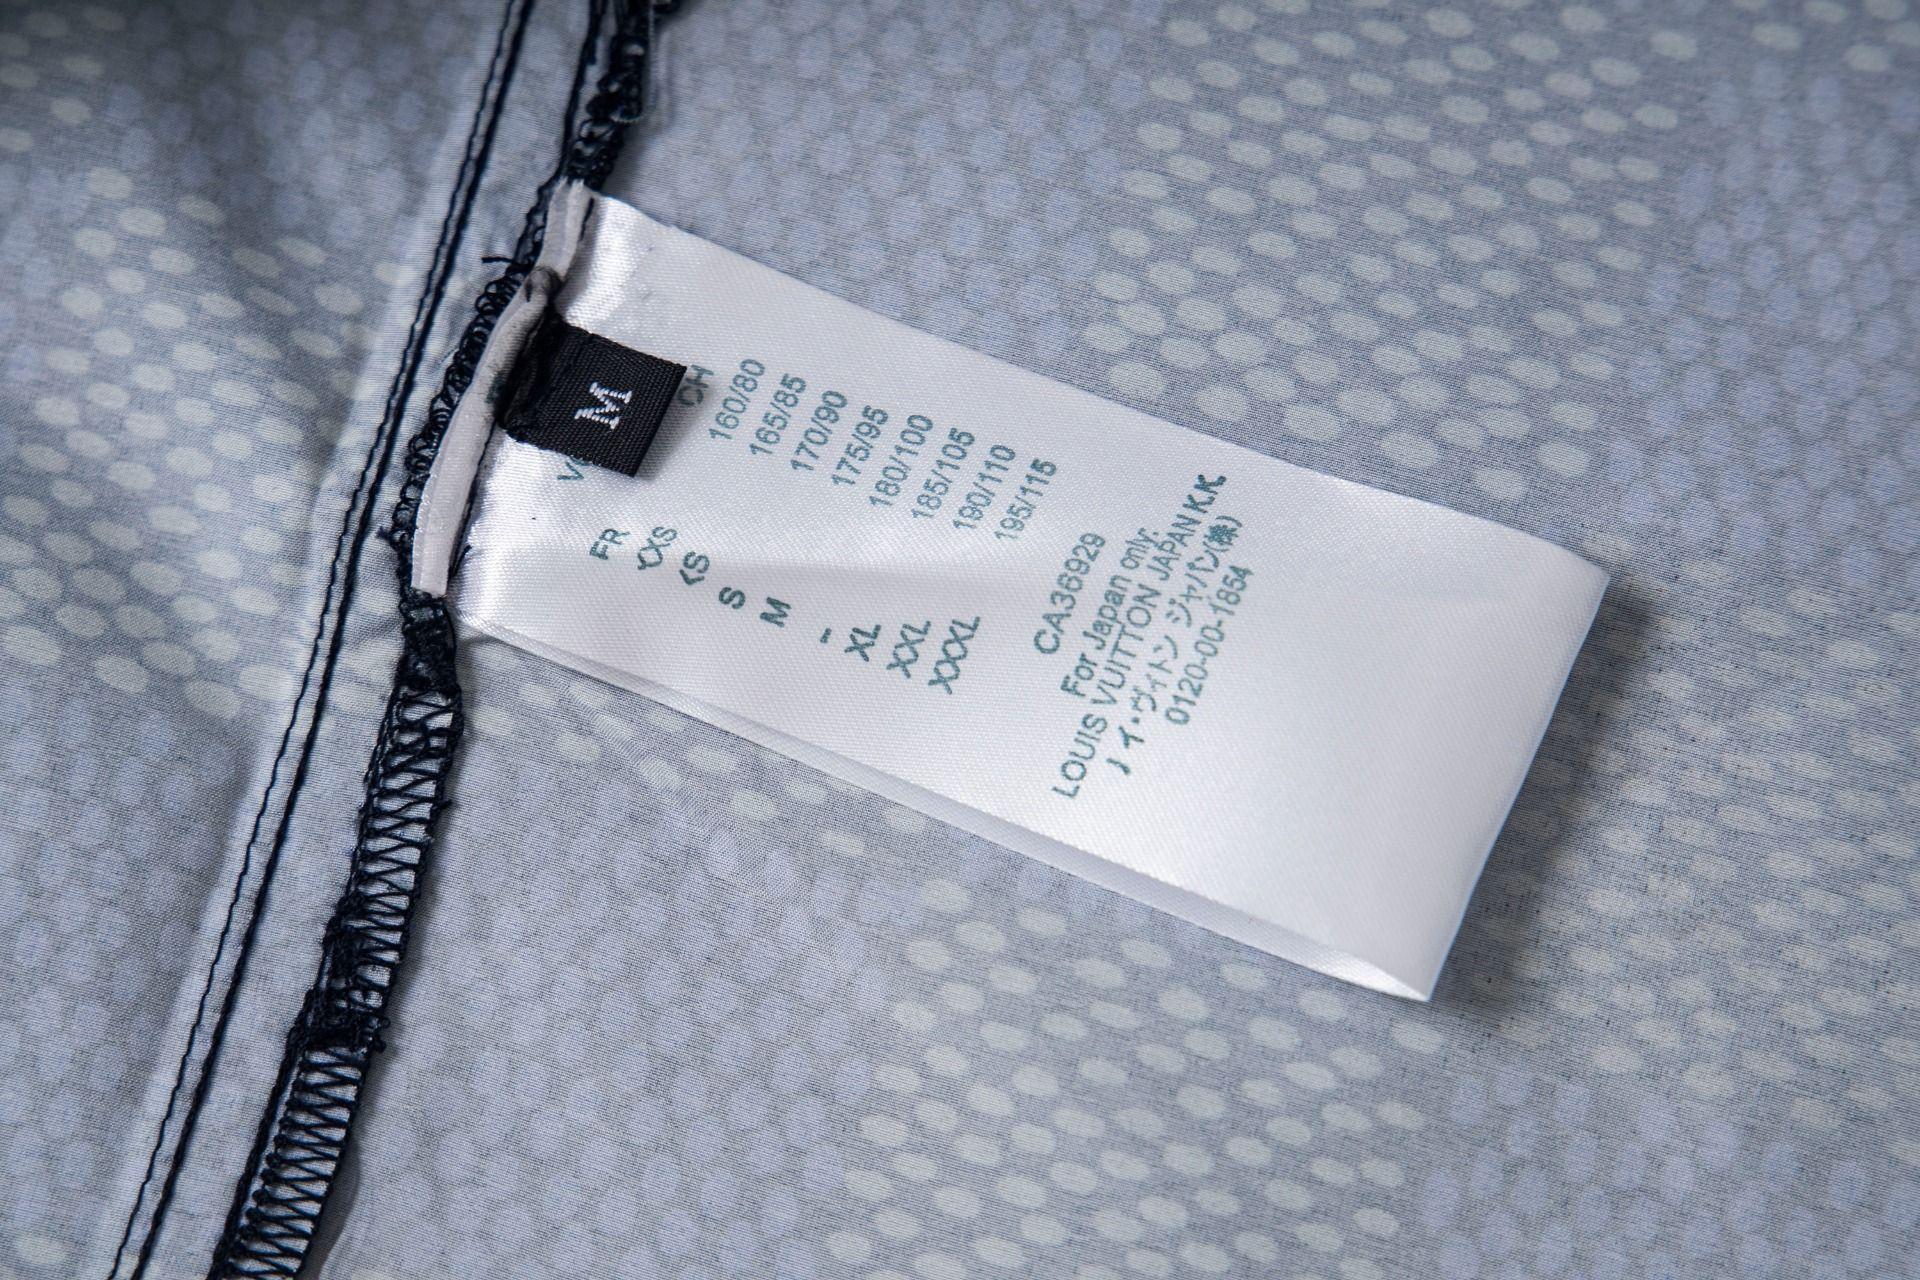 M
FR CH
XXS 160/80
XS 165/85
S 170/90
M 175/95
180/100
XL 185/105
XXL 190/110
XXXL 195/115
CA36929
For Japan only:
LOUIS VUITTON JAPAN K.K.
ルイ・ヴィトン ジャパン(株)
0120-00-1854